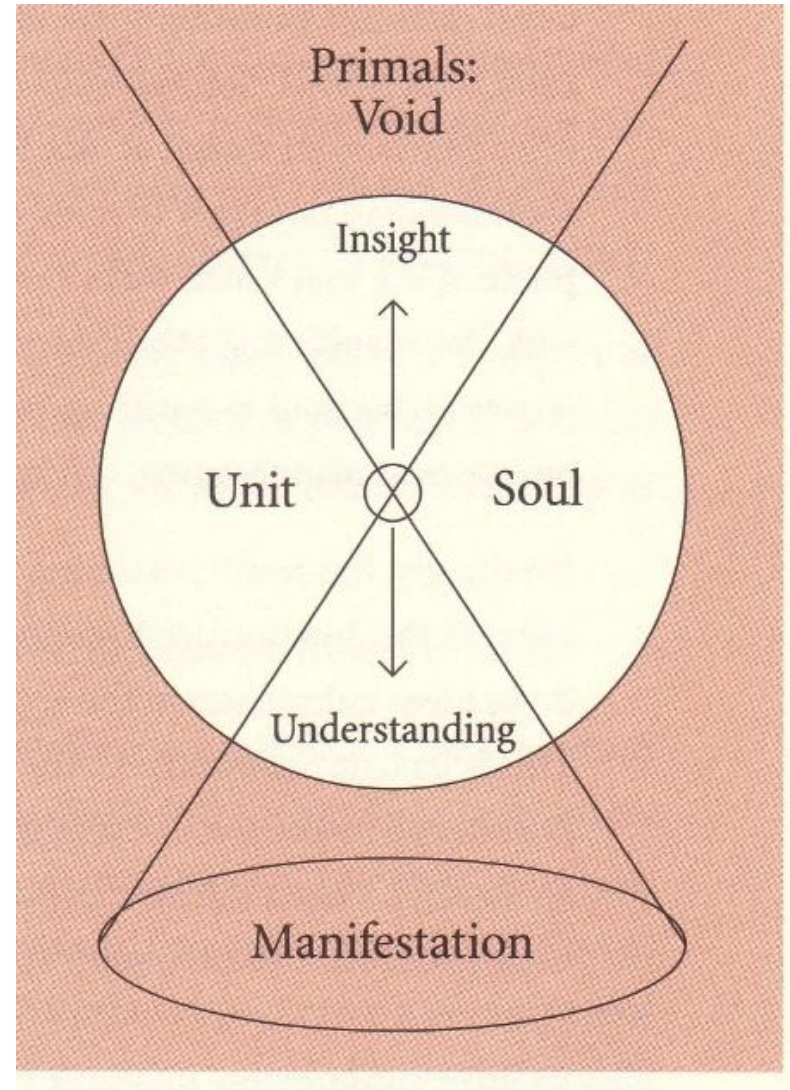 Primals:
Void
Insight
Unit
Soul
Understanding
Manifestation